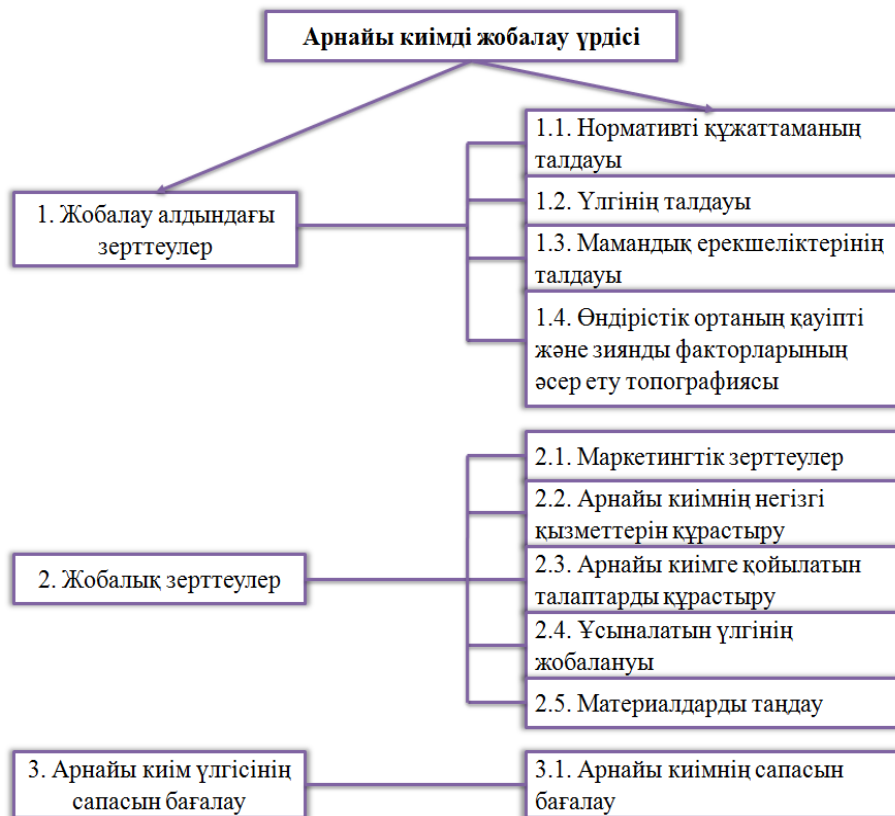 Арнайы киімді жобалау үрдісі
1. Жобалау алдындағы
зерттеулер
1.1. Нормативті құжаттаманың
талдауы
1.2. Үлгінің талдауы
1.3. Мамандық ерекшеліктерінің
талдауы
1.4. Өндірістік ортаның қауіпті
және зиянды факторларының
әсер ету топографиясы
2. Жобалық зерттеулер
2.1. Маркетингтік зерттеулер
2.2. Арнайы киімнің негізгі
қызметтерін құрастыру
2.3. Арнайы киімге қойылатын
талаптарды құрастыру
2.4. Ұсыналатын үлгінің
жобалануы
2.5. Материалдарды таңдау
3. Арнайы киім үлгісінің
сапасын бағалау
3.1. Арнайы киімнің сапасын
бағалау